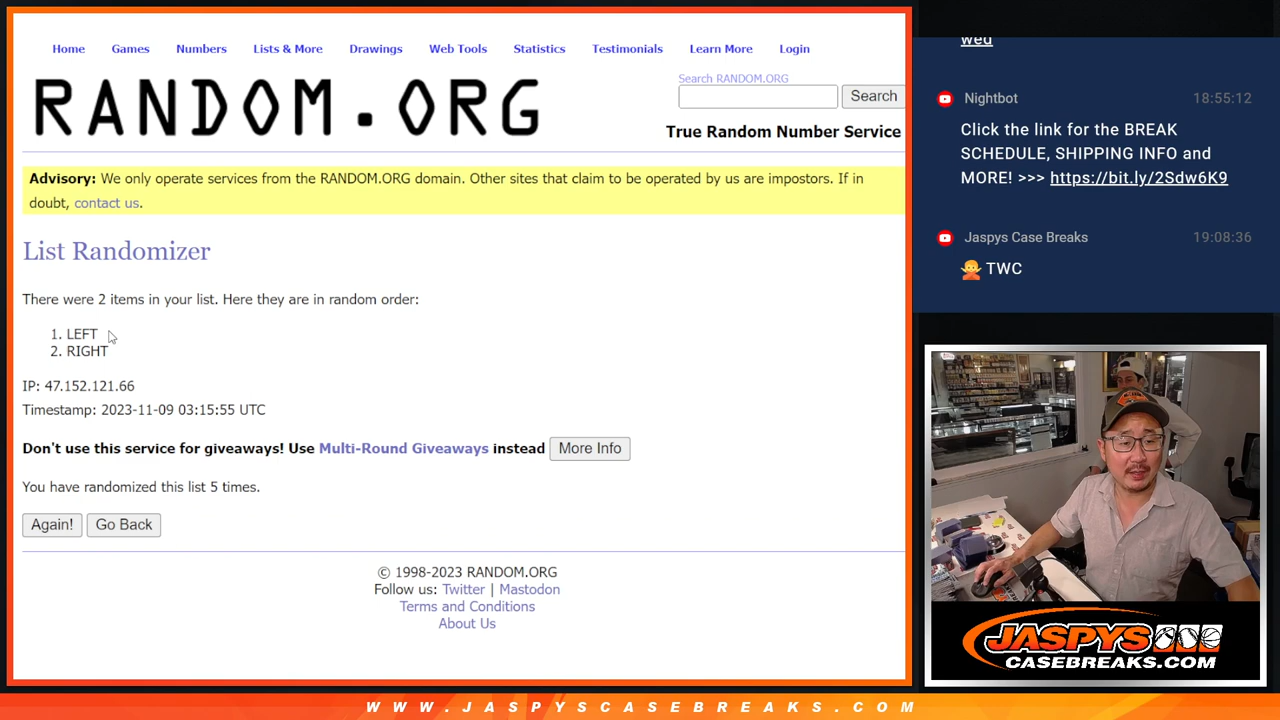 Home Games Numbers Lists & More Drawings Web Tools Statistics Testimonials Learn More Login
RANDOM.ORG
Search RANDOM.ORG
Search
True Random Number Service
Advisory: We only operate services from the RANDOM.ORG domain. Other sites that claim to be operated by us are impostors. If in
doubt, contact us.
List Randomizer
There were 2 items in your list. Here they are in random order:
1. LEFT
2. RIGHT
IP: 47.152.121.66
Timestamp: 2023-11-09 03:15:55 UTC
Don't use this service for giveaways! Use Multi-Round Giveaways instead More Info
You have randomized this list 5 times.
Again! Go Back
© 1998-2023 RANDOM.ORG
Follow us: Twitter | Mastodon
Terms and Conditions
About Us
wed
Nightbot 18:55:12
Click the link for the BREAK
SCHEDULE, SHIPPING INFO and
MORE! >>> https://bit.ly/2Sdw6K9
Jaspys Case Breaks 19:08:36
🙅 TWC
JASPYS
CASEBREAKS.COM
WWW.JASPYSCASEBREAKS.COM